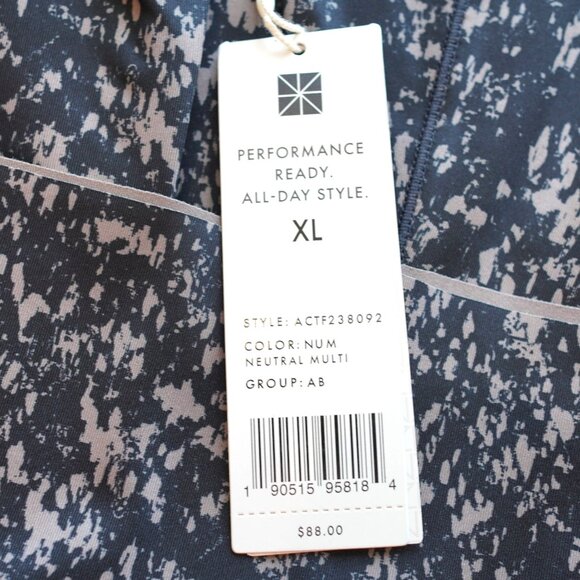 PERFORMANCE
READY.
ALL-DAY STYLE.
XL
STYLE: ACTF238092
COLOR: NUM
NEUTRAL MULTI
GROUP: AB
1 90515 95818 4
$88.00